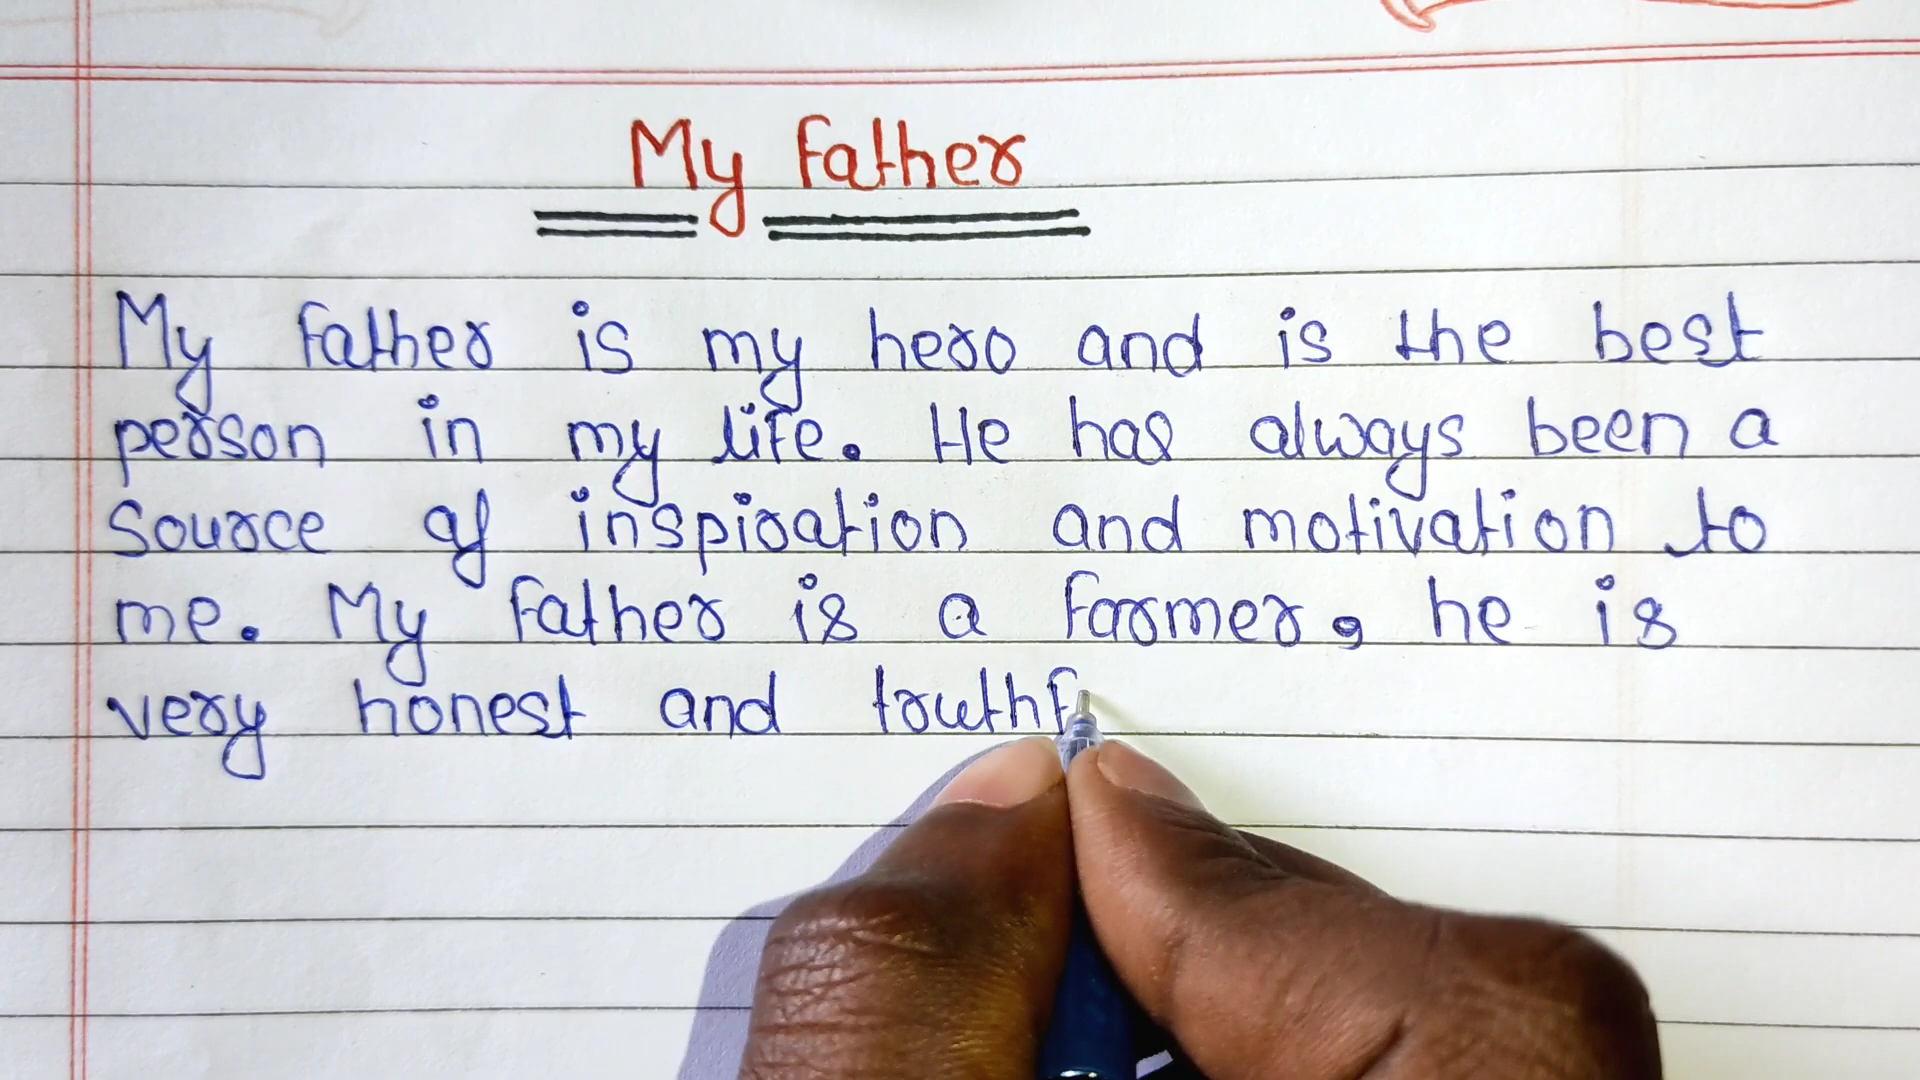 My Father
My Father is my hero and is the best
person in my life. He has always been a
source of inspiration and motivation to
me. My Father is a Farmer, he is
very honest and truthf